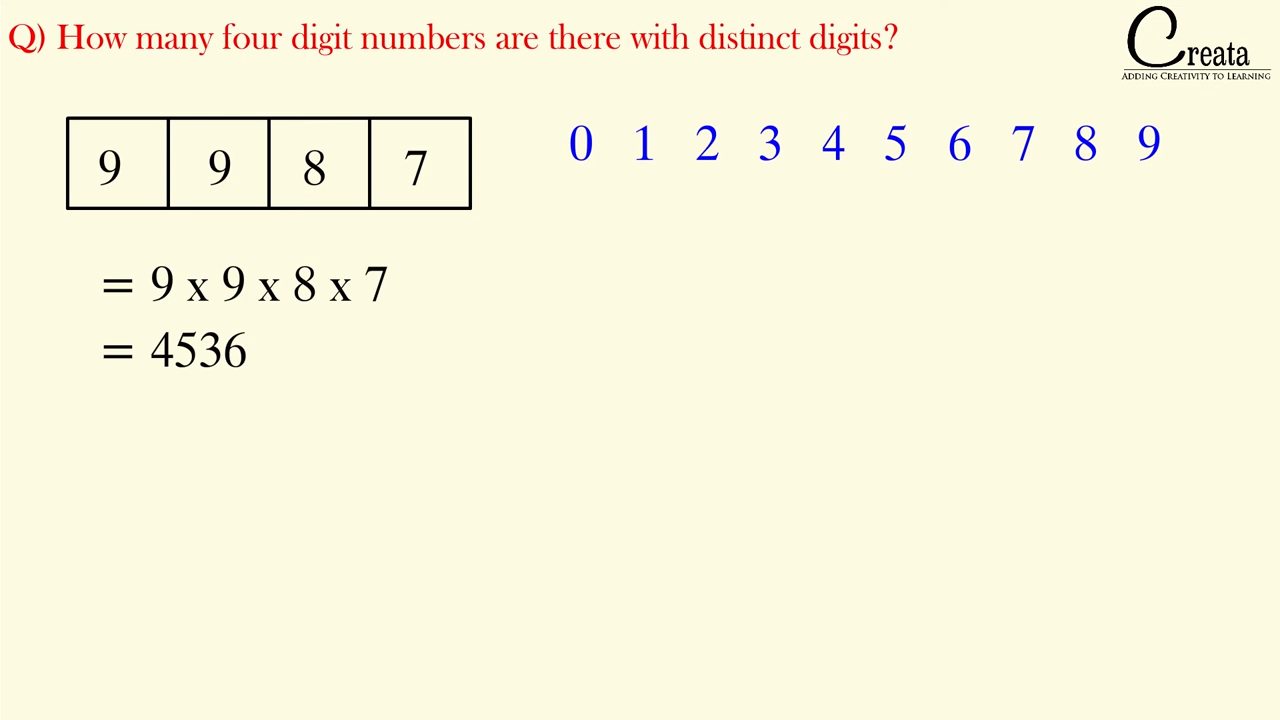 Q) How many four digit numbers are there with distinct digits?
Creata
ADDING CREATIVITY TO LEARNING
9 9 8 7
0 1 2 3 4 5 6 7 8 9
= 9 x 9 x 8 x 7
= 4536